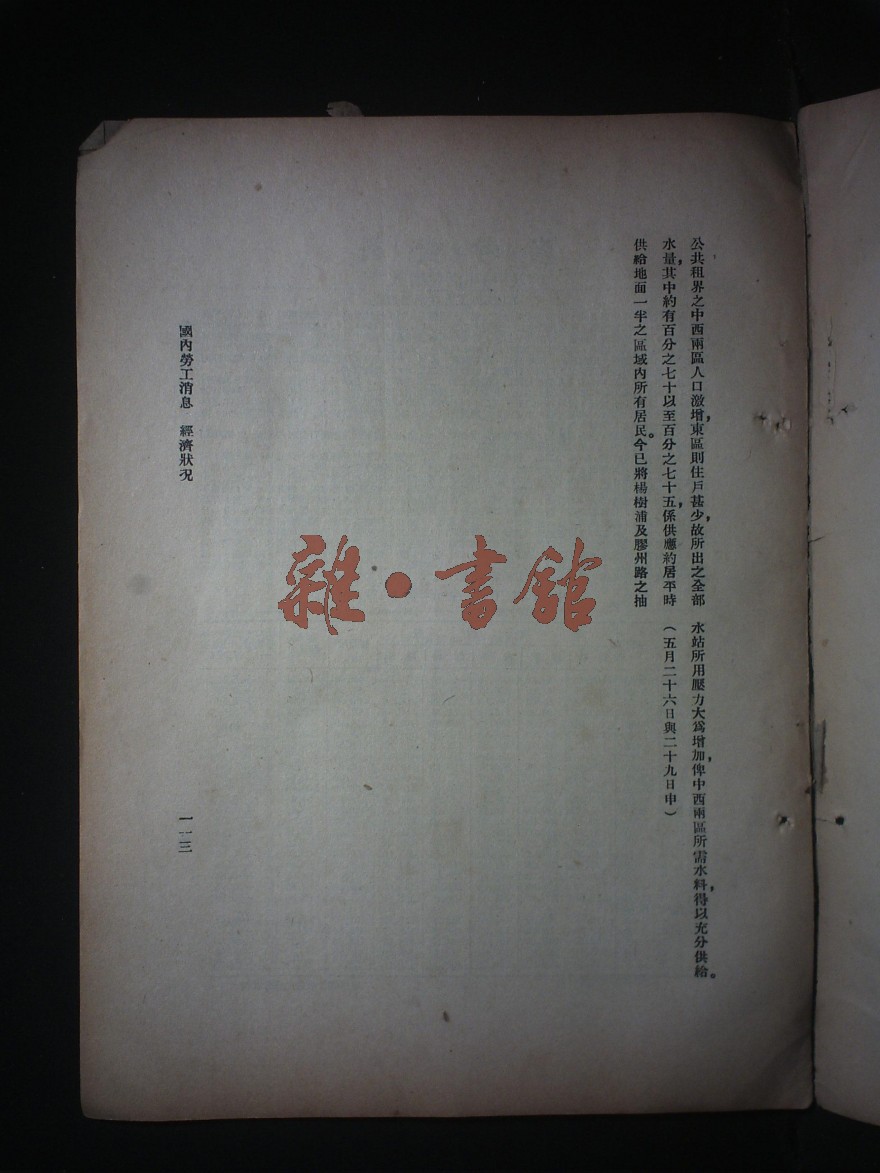 公共租界之中西兩區人口激增，東區則住戶甚少，故所出之全部
水量，其中約有百分之七十以至百分之七十五，係供應約居平時
供給地面一半之區域內所有居民。今已將楊樹浦及膠州路之抽
水站所用壓力大爲增加，俾中西兩區所需水料，得以充分供給。
（五月二十六日與二十九日申）
國內勞工消息　經濟狀況
一一三
雜·書館